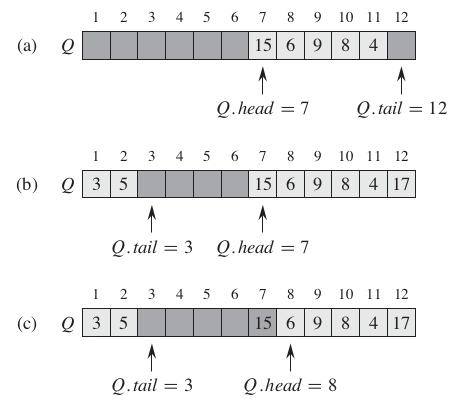 1 2 3 4 5 6 7 8 9 10 11 12
(a) Q 15 6 9 8 4
Q.head = 7 Q.tail = 12
1 2 3 4 5 6 7 8 9 10 11 12
(b) Q 3 5 15 6 9 8 4 17
Q.tail = 3 Q.head = 7
1 2 3 4 5 6 7 8 9 10 11 12
(c) Q 3 5 15 6 9 8 4 17
Q.tail = 3 Q.head = 8